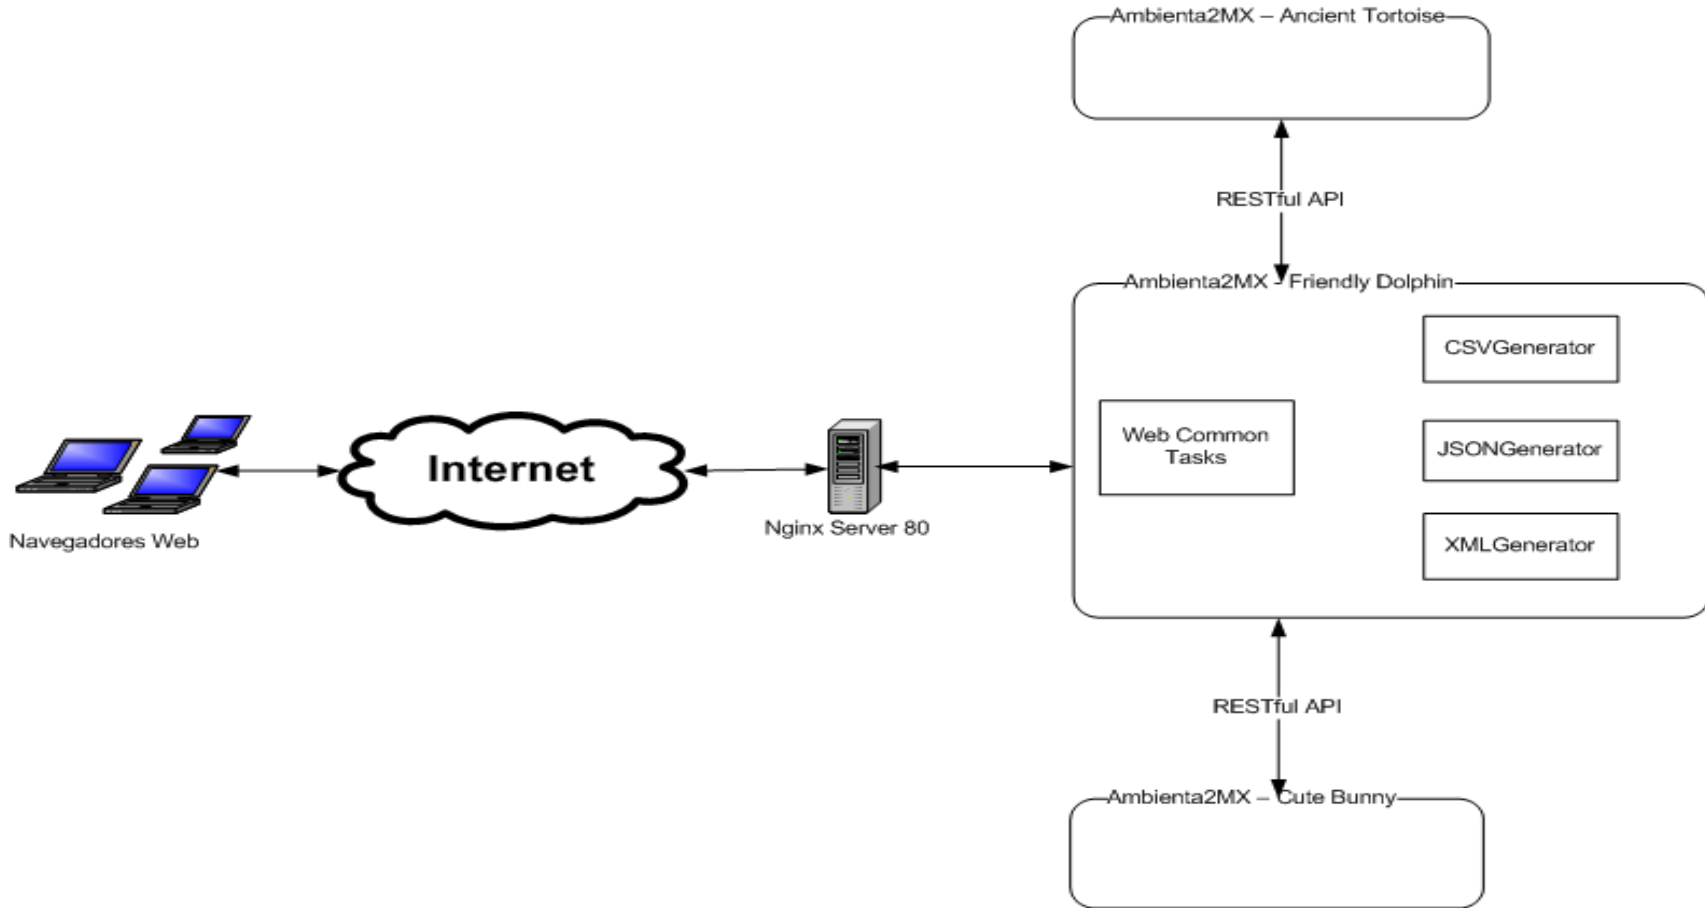 Ambienta2MX – Ancient Tortoise
RESTful API
Ambienta2MX - Friendly Dolphin
CSVGenerator
Web Common
Tasks
JSONGenerator
XMLGenerator
Internet
Nginx Server 80
Navegadores Web
RESTful API
Ambienta2MX – Cute Bunny